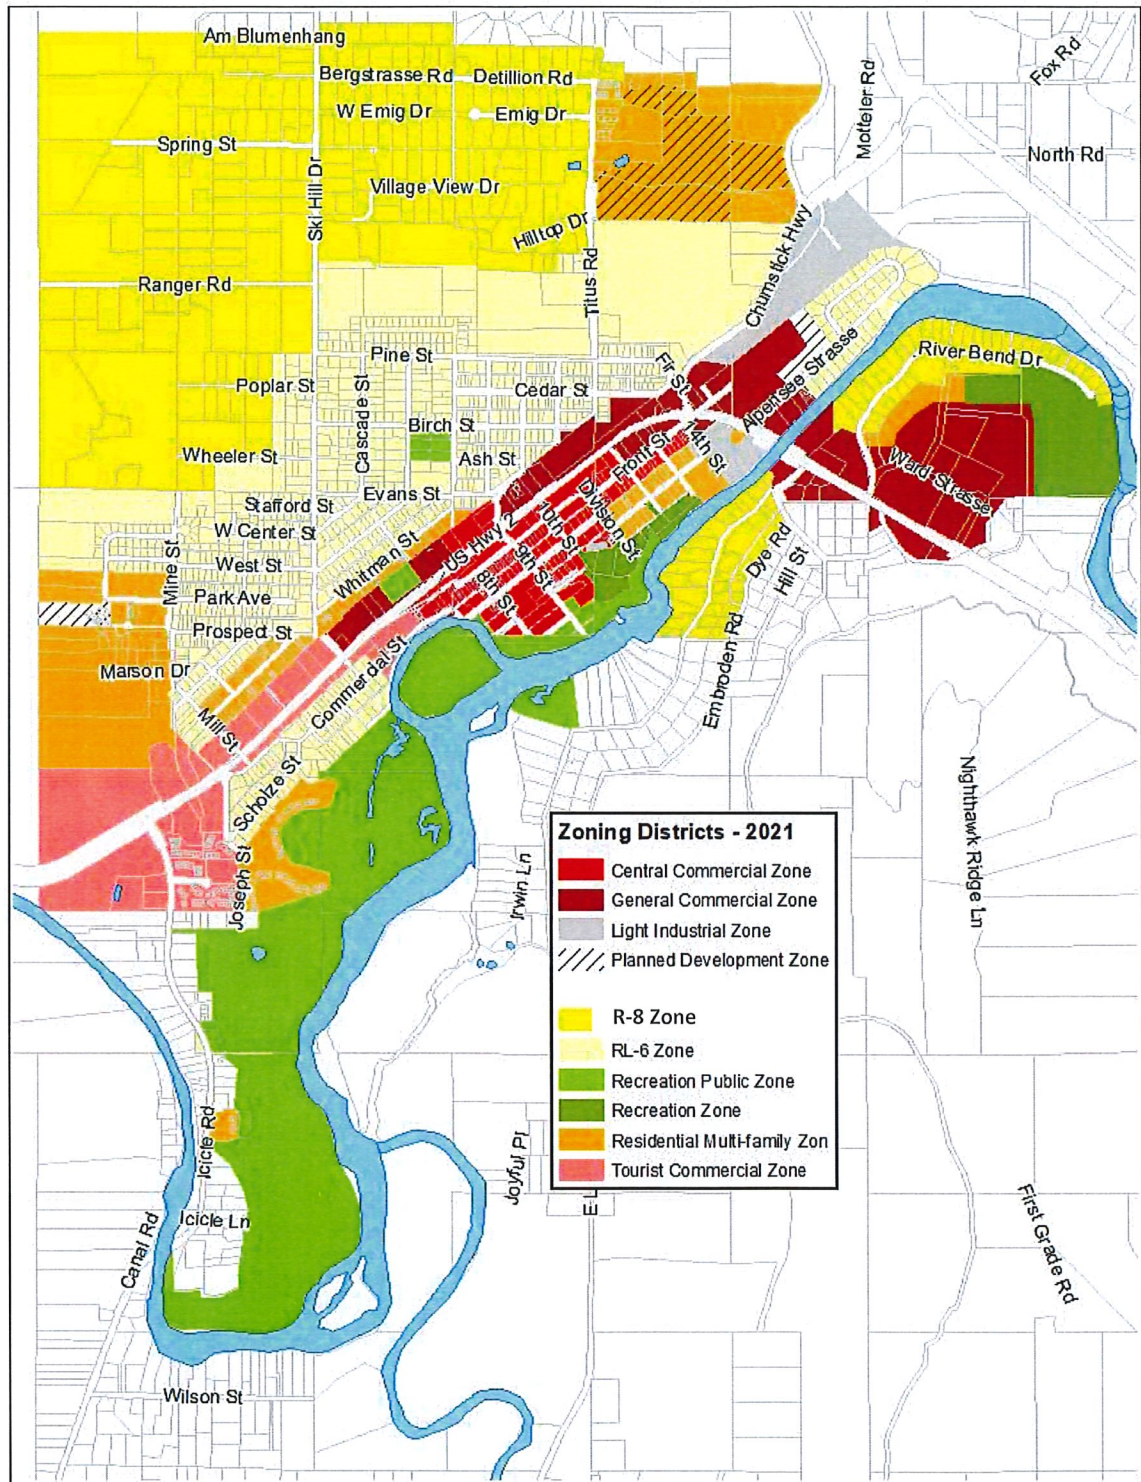 Am Blumenhang
Bergstrasse Rd
Detillion Rd
W Emig Dr
Emig Dr
Spring St
Village View Dr
Ski Hill Dr
Hilltop Dr
Titus Rd
Ranger Rd
Motteler Rd
Fox Rd
North Rd
Chumstick Hwy
Pine St
Poplar St
Cascade St
Cedar St
Fir St
Alpensee Strasse
River Bend Dr
Birch St
Wheeler St
Ash St
Front St
14th St
Ward Strasse
Stafford St
Evans St
W Center St
Division St
10th St
US Hwy 2
9th St
8th St
West St
Whitman St
Mine St
Park Ave
Prospect St
Dye Rd
Hill St
Marson Dr
Commerdal St
Embroden Rd
Mill St
Scholze St
Joseph St
Nighthawk Ridge Ln
Irwin Ln
Zoning Districts - 2021
Central Commercial Zone
General Commercial Zone
Light Industrial Zone
Planned Development Zone
R-8 Zone
RL-6 Zone
Recreation Public Zone
Recreation Zone
Residential Multi-family Zon
Tourist Commercial Zone
Icicle Rd
Icicle Ln
Canal Rd
Joyful Pl
E L
First Grade Rd
Wilson St